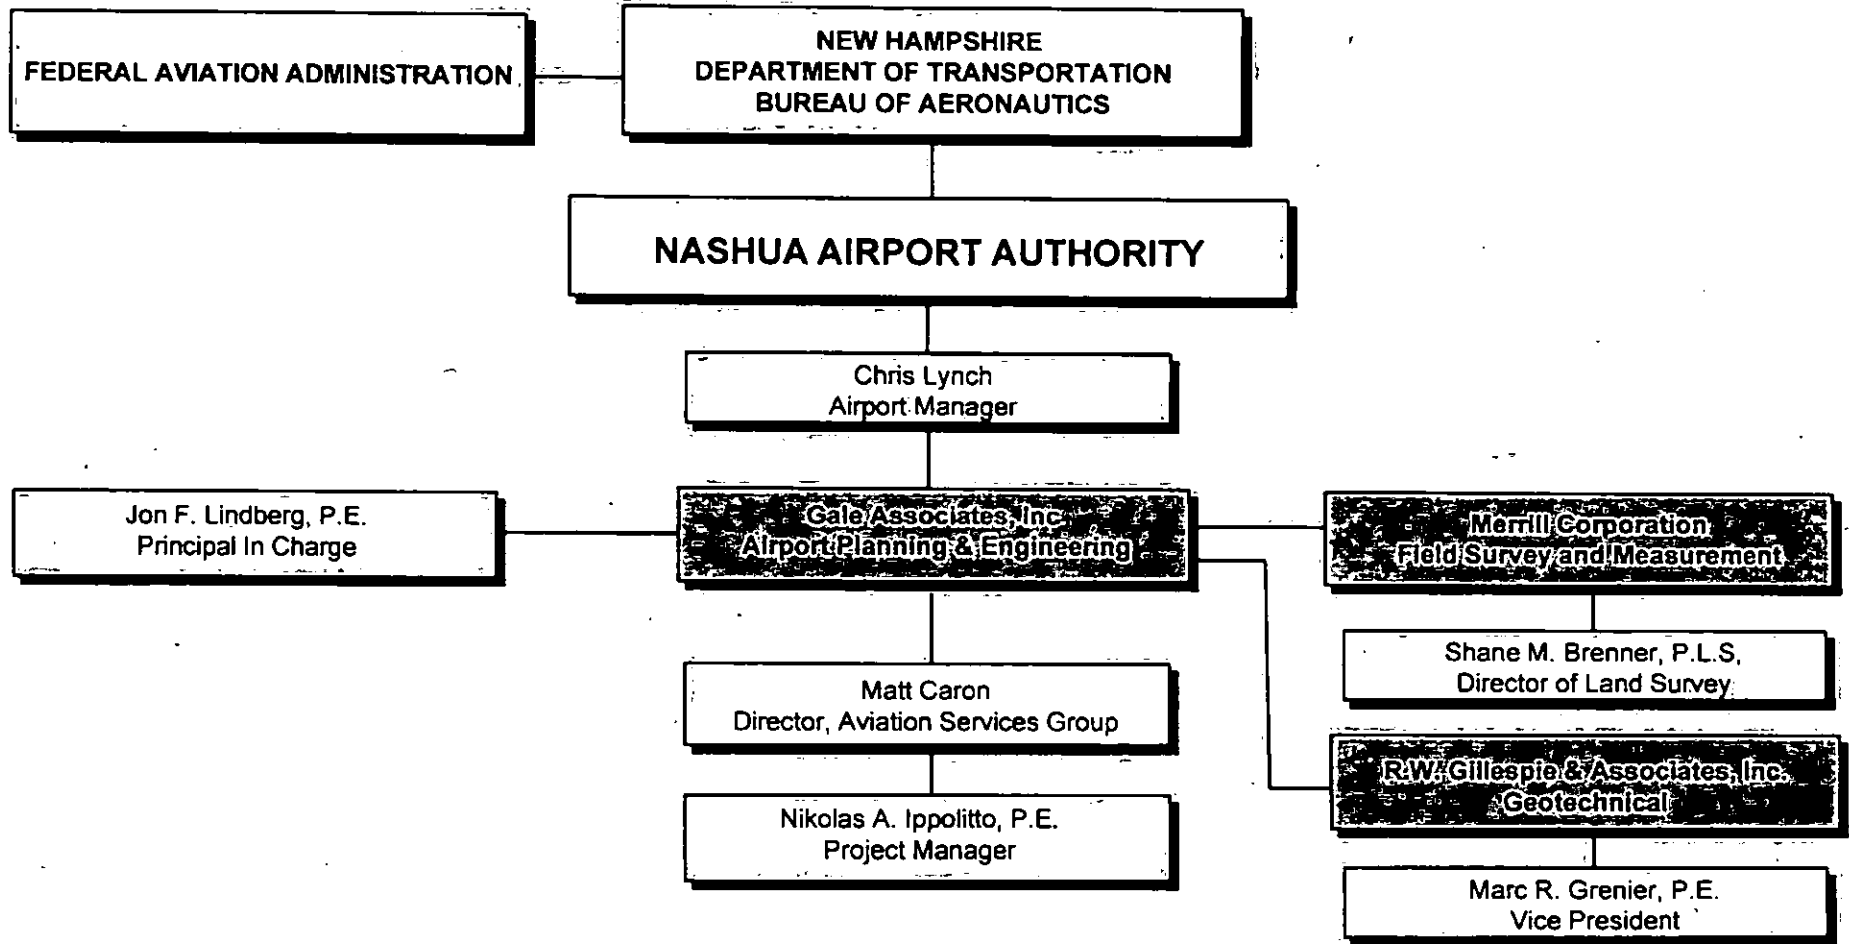 FEDERAL AVIATION ADMINISTRATION
NEW HAMPSHIRE
DEPARTMENT OF TRANSPORTATION
BUREAU OF AERONAUTICS
NASHUA AIRPORT AUTHORITY
Chris Lynch
Airport Manager
Jon F. Lindberg, P.E.
Principal In Charge
Gale Associates, Inc.
Airport Planning & Engineering
Merrill Corporation
Field Survey and Measurement
Shane M. Brenner, P.L.S,
Director of Land Survey
Matt Caron
Director, Aviation Services Group
R.W. Gillespie & Associates, Inc.
Geotechnical
Nikolas A. Ippolitto, P.E.
Project Manager
Marc R. Grenier, P.E.
Vice President